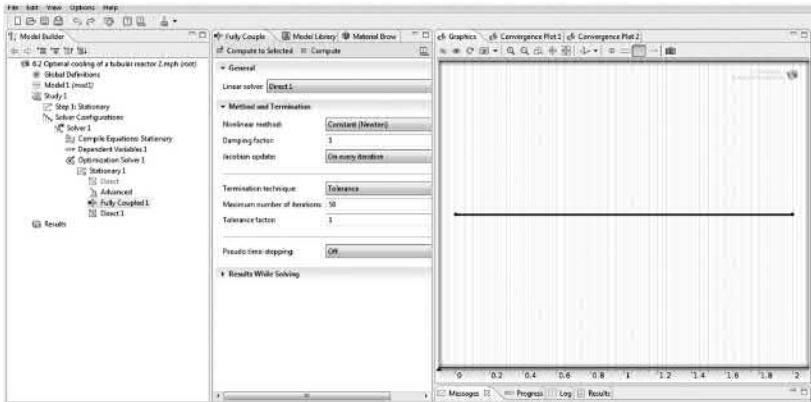 File Edit View Options Help
Model Builder
6.2 Optimal cooling of a tubular reactor 2.mph (root)
Global Definitions
Model 1 (mod1)
Study 1
Step 1: Stationary
Solver Configurations
Solver 1
Compile Equations: Stationary
Dependent Variables 1
Optimization Solver 1
Stationary 1
Direct
Advanced
Fully Coupled 1
Direct 1
Results
Fully Couple Model Library Material Brow
Compute to Selected = Compute
General
Linear solver: Direct 1
Method and Termination
Nonlinear method: Constant (Newton)
Damping factor: 1
Jacobian update: On every iteration
Termination technique: Tolerance
Maximum number of iterations: 50
Tolerance factor: 1
Pseudo time-stepping: Off
Results While Solving
Graphics Convergence Plot 1 Convergence Plot 2
0 0.2 0.4 0.6 0.8 1 1.2 1.4 1.6 1.8 2
Messages Progress Log Results